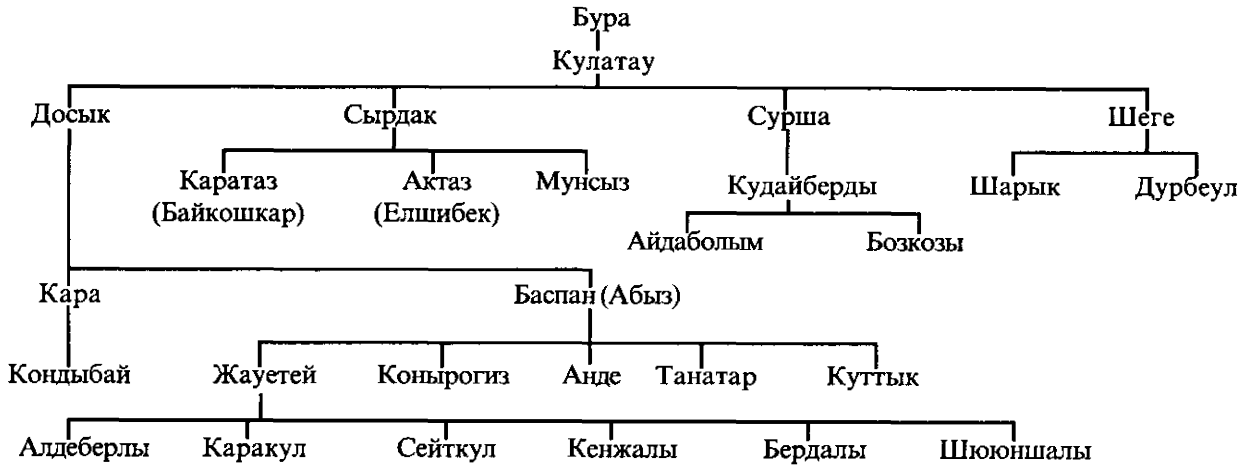 Бура
Кулатау
Досык Сырдак Сурша Шеге
Каратаз Актаз Мунсыз Кудайберды Шарык Дурбеул
(Байкошкар) (Елшибек)
Айдаболым Бозкозы
Кара Баспан (Абыз)
Кондыбай Жауетей Конырогиз Анде Танатар Куттык
Алдеберлы Каракул Сейткул Кенжалы Бердалы Шююншалы